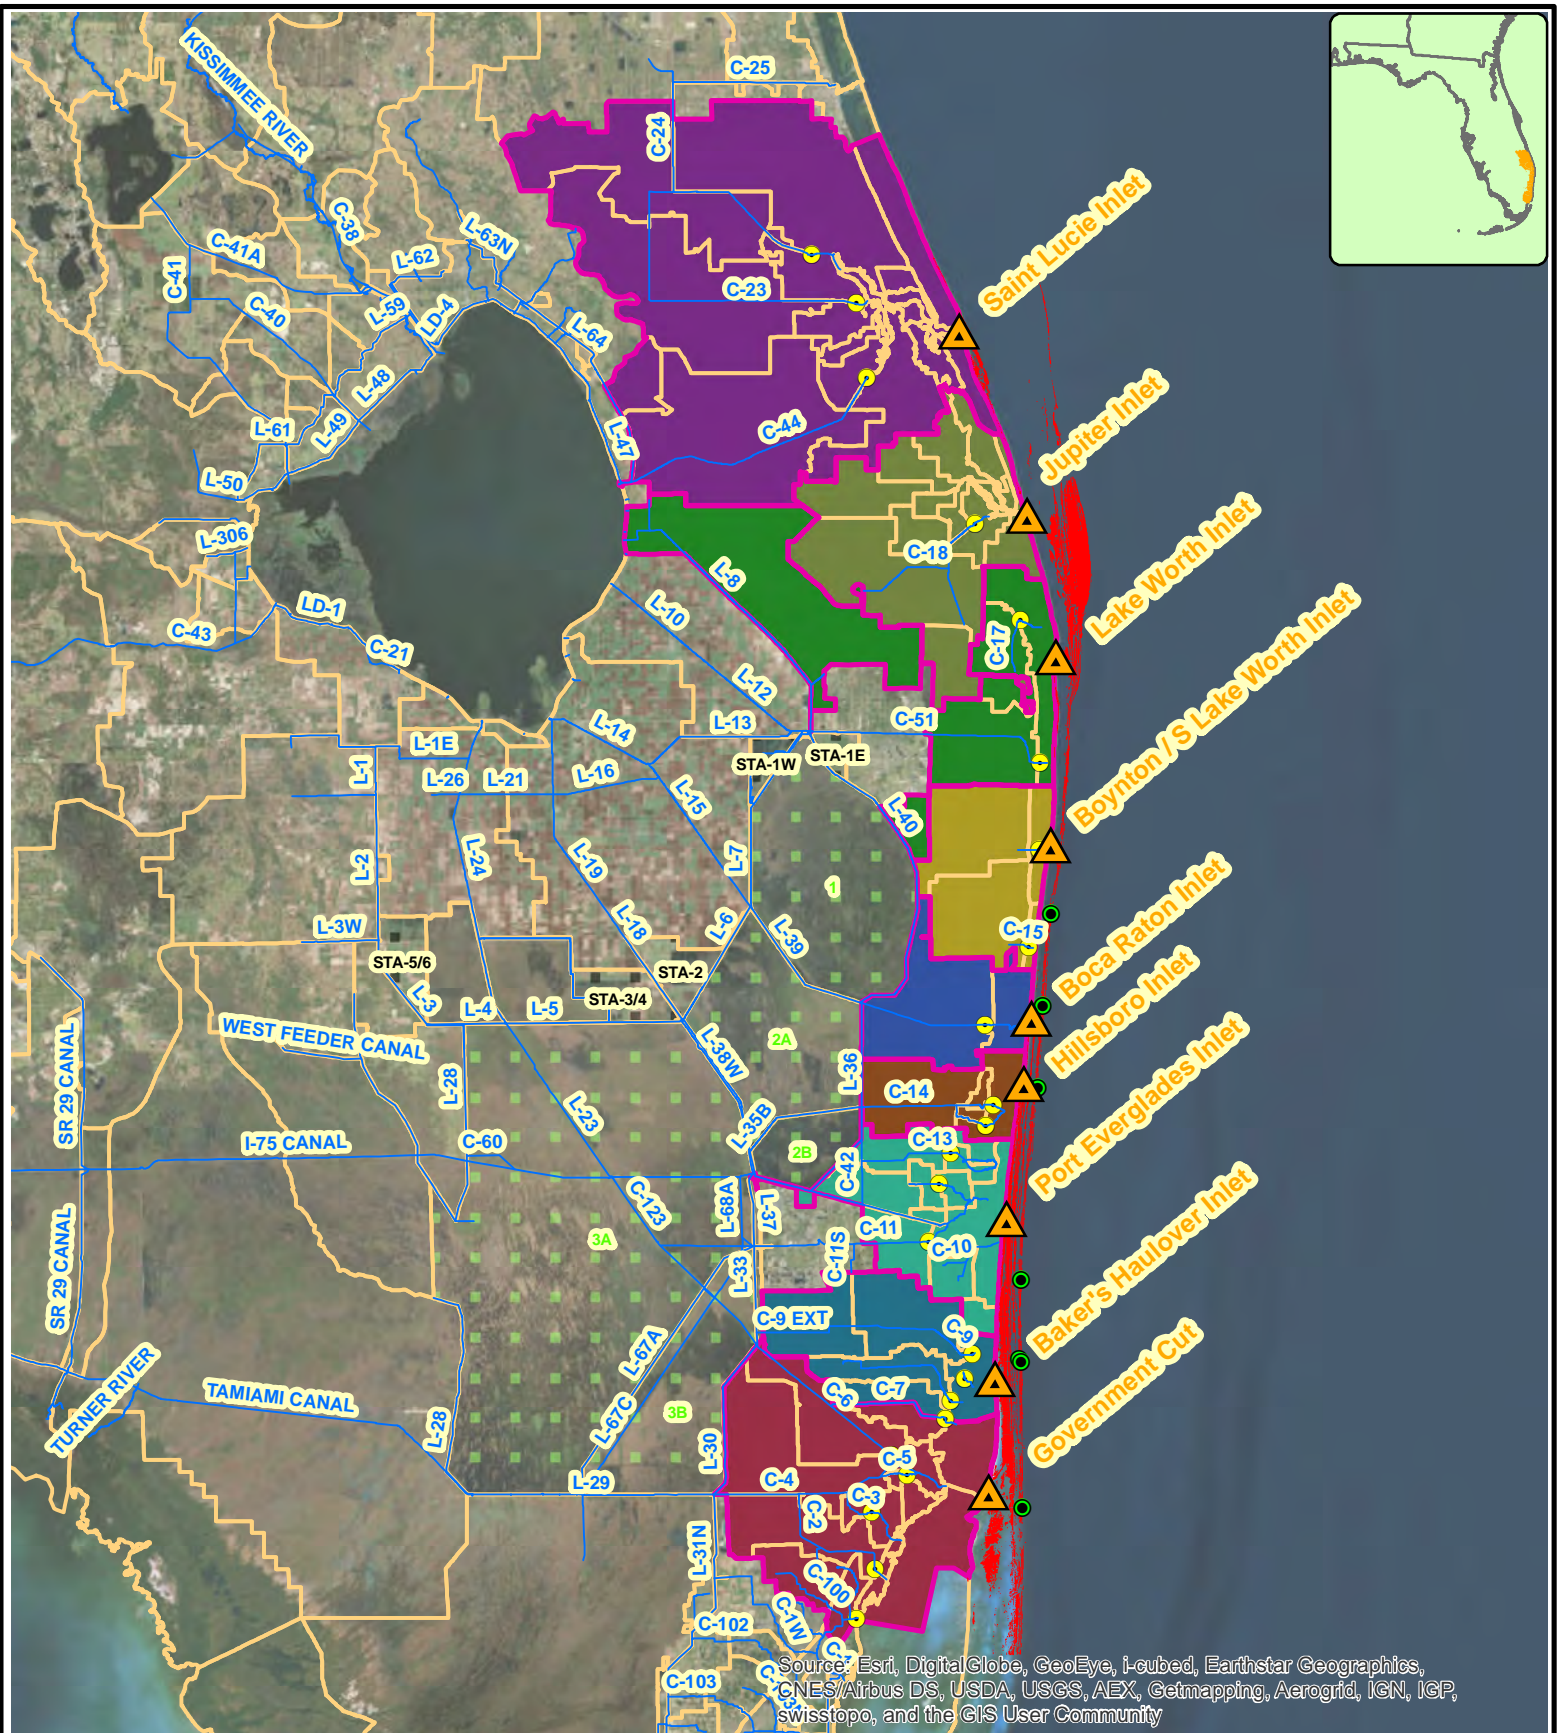 C-25
KISSIMMEE RIVER
C-24
Saint Lucie Inlet
C-38
L-63N
C-41A
L-62
C-41
C-23
C-40
L-59
LD-4
L-64
Jupiter Inlet
L-48
L-61
L-49
C-44
L-47
L-50
L-306
Lake Worth Inlet
C-18
L-8
L-10
LD-1
C-43
C-21
C-17
Boynton / S Lake Worth Inlet
L-12
C-51
L-14
L-13
L-1E
STA-1W
STA-1E
L-1
L-26
L-21
L-16
L-15
L-40
L-2
L-24
L-19
L-7
1
Boca Raton Inlet
L-3W
L-18
L-6
L-39
C-15
STA-5/6
STA-2
Hillsboro Inlet
L-3
L-4
L-5
STA-3/4
WEST FEEDER CANAL
2A
L-38W
L-36
Port Everglades Inlet
SR 29 CANAL
L-28
C-14
L-23
L-35B
I-75 CANAL
C-60
2B
C-13
C-42
C-123
L-68A
L-37
Baker's Haulover Inlet
3A
C-11
C-11S
C-10
SR 29 CANAL
L-33
C-9 EXT
C-9
L-67A
Government Cut
TURNER RIVER
TAMIAMI CANAL
C-6
C-7
L-67C
3B
L-28
L-30
C-5
L-29
C-4
C-3
C-2
L-31N
C-100
C-102
C-1W
C-103
Source: Esri, DigitalGlobe, GeoEye, i-cubed, Earthstar Geographics,
CNES/Airbus DS, USDA, USGS, AEX, Getmapping, Aerogrid, IGN, IGP,
swisstopo, and the GIS User Community